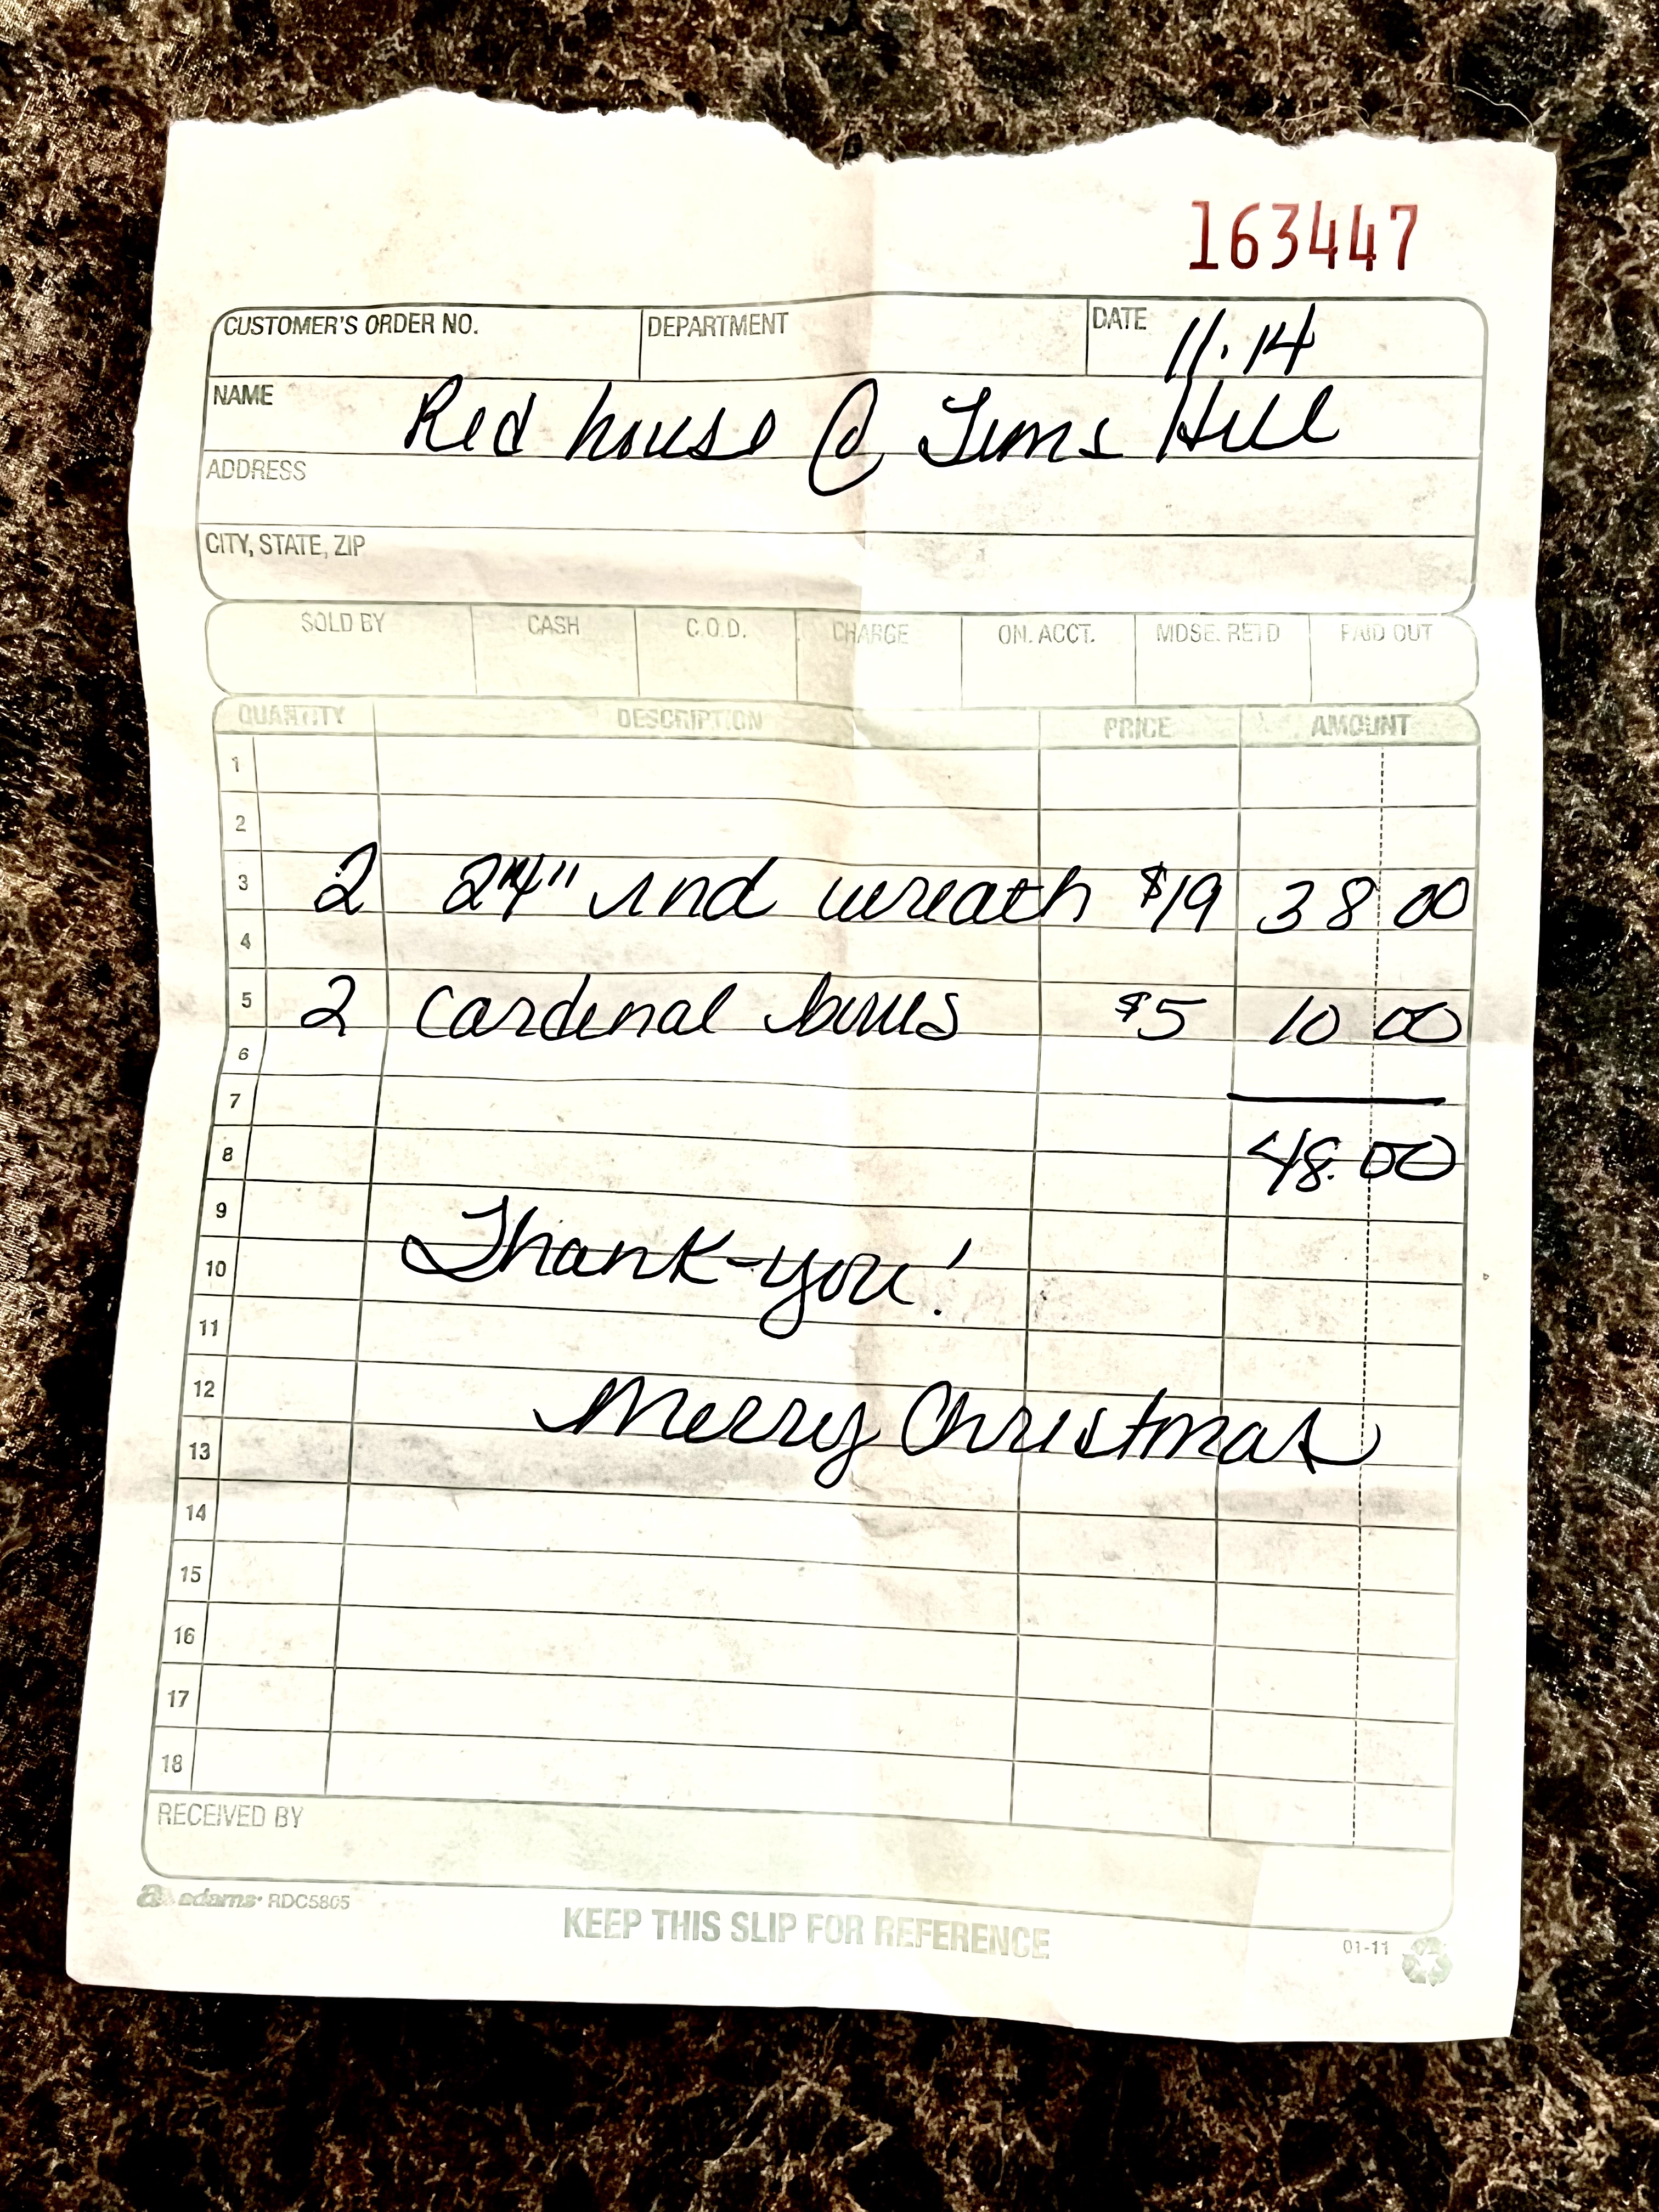 163447
CUSTOMER'S ORDER NO. DEPARTMENT DATE 11.14
NAME Red house @ Tims Hill
ADDRESS
CITY, STATE, ZIP
SOLD BY CASH C.O.D. CHARGE ON. ACCT. MDSE. RETD PAID OUT
QUANTITY DESCRIPTION PRICE AMOUNT
1
2
3 2 24" wreath $19 38 00
4
5 2 Cardinal $5 10 00
6
7
8 48.00
9
10 Thank-you!
11
12
13 Merry Christmas
14
15
16
17
18
RECEIVED BY
a adams® RDC5805
KEEP THIS SLIP FOR REFERENCE
01-11